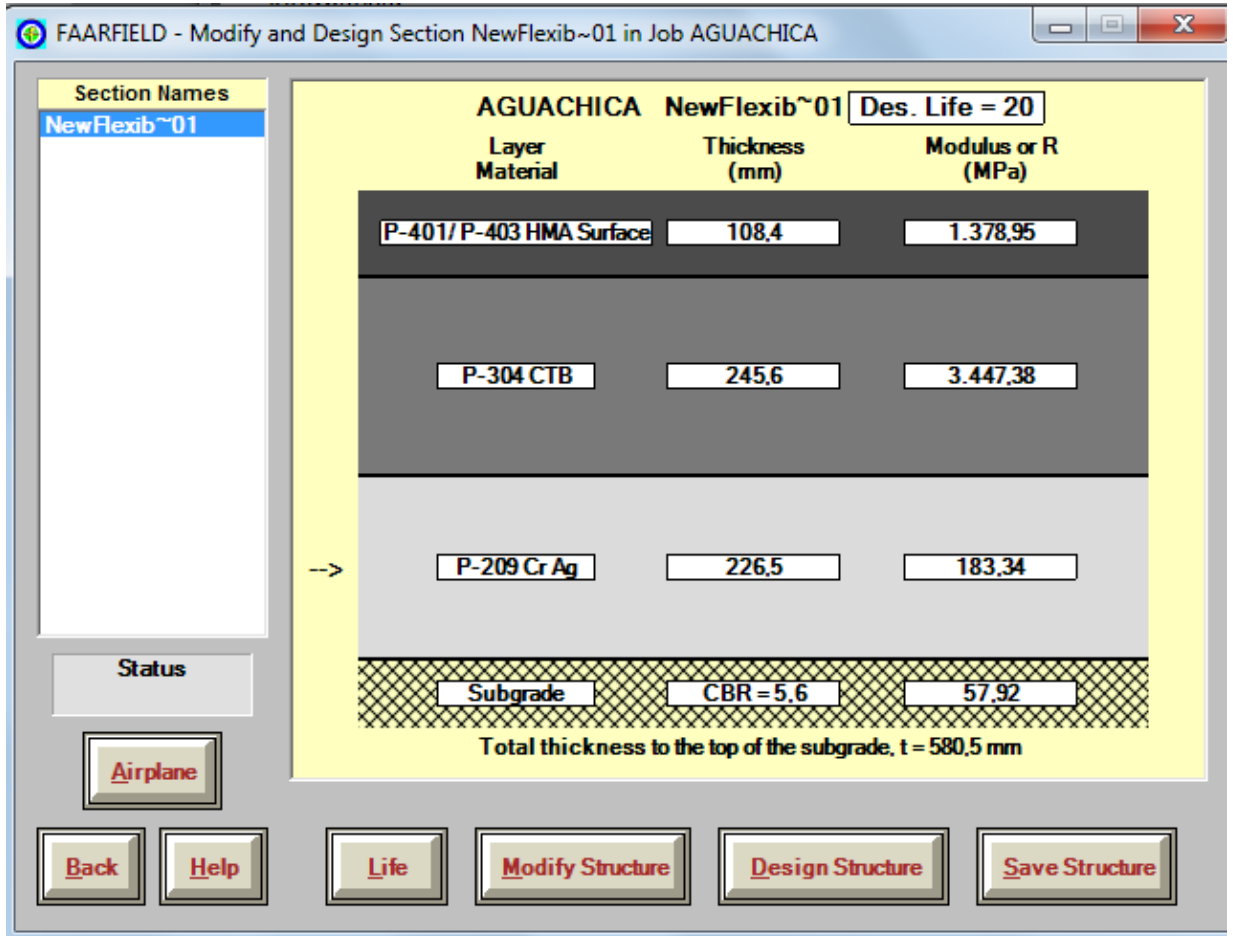 FAARFIELD - Modify and Design Section NewFlexib~01 in Job AGUACHICA
Section Names
NewFlexib~01
AGUACHICA NewFlexib~01 Des. Life = 20
Layer Material Thickness (mm) Modulus or R (MPa)
P-401/ P-403 HMA Surface 108,4 1.378,95
P-304 CTB 245,6 3.447,38
--> P-209 Cr Ag 226,5 183,34
Subgrade CBR = 5,6 57,92
Total thickness to the top of the subgrade, t = 580,5 mm
Status
Airplane
Back Help Life Modify Structure Design Structure Save Structure